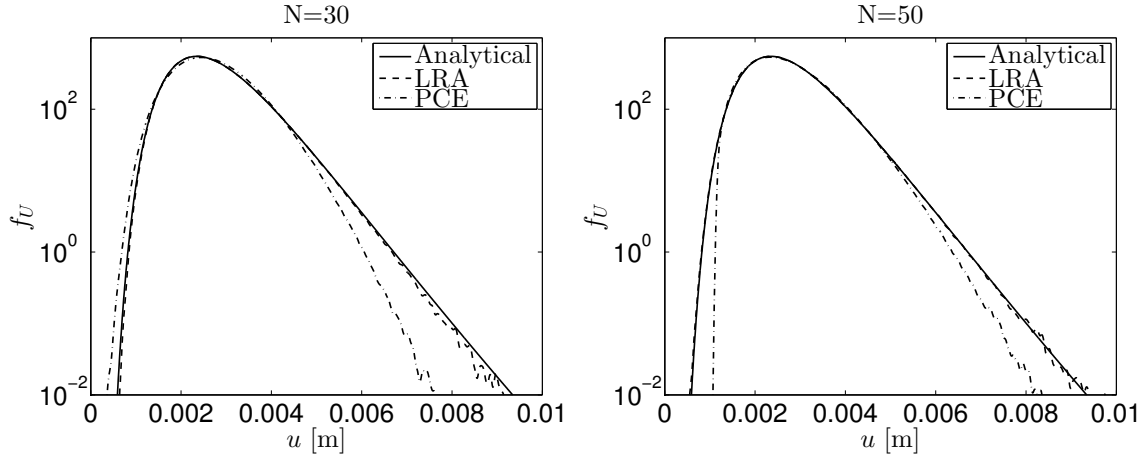 N=30
f_U
10^2
10^0
10^-2
Analytical
LRA
PCE
0 0.002 0.004 0.006 0.008 0.01
u [m]
N=50
f_U
10^2
10^0
10^-2
Analytical
LRA
PCE
0 0.002 0.004 0.006 0.008 0.01
u [m]